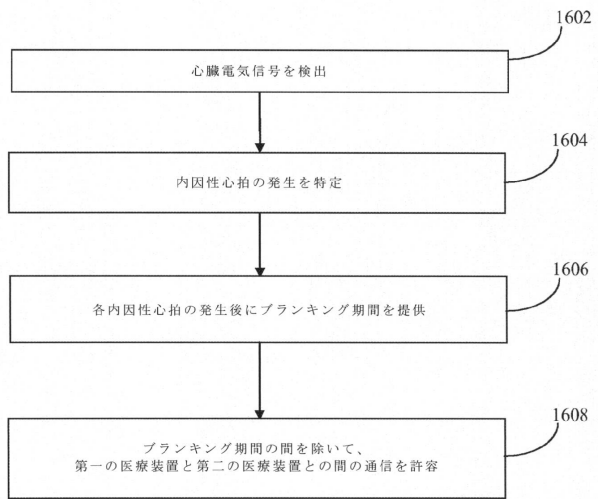 1602
心臓電気信号を検出
1604
内因性心拍の発生を特定
1606
各内因性心拍の発生後にブランキング期間を提供
1608
ブランキング期間の間を除いて、
第一の医療装置と第二の医療装置との間の通信を許容